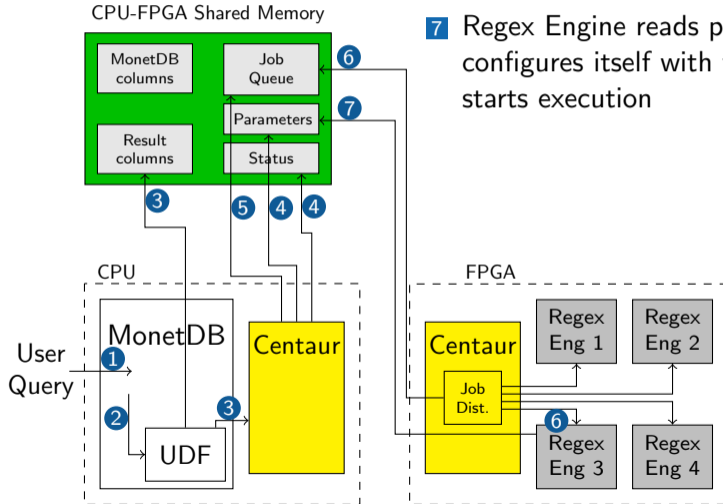 CPU-FPGA Shared Memory
MonetDB
columns
Job
Queue
Result
columns
Parameters
Status
6
7
3
5
4
4
7 Regex Engine reads p
configures itself with
starts execution
CPU
MonetDB
Centaur
User
Query
1
2
3
UDF
FPGA
Centaur
Job
Dist.
Regex
Eng 1
Regex
Eng 2
6
Regex
Eng 3
Regex
Eng 4